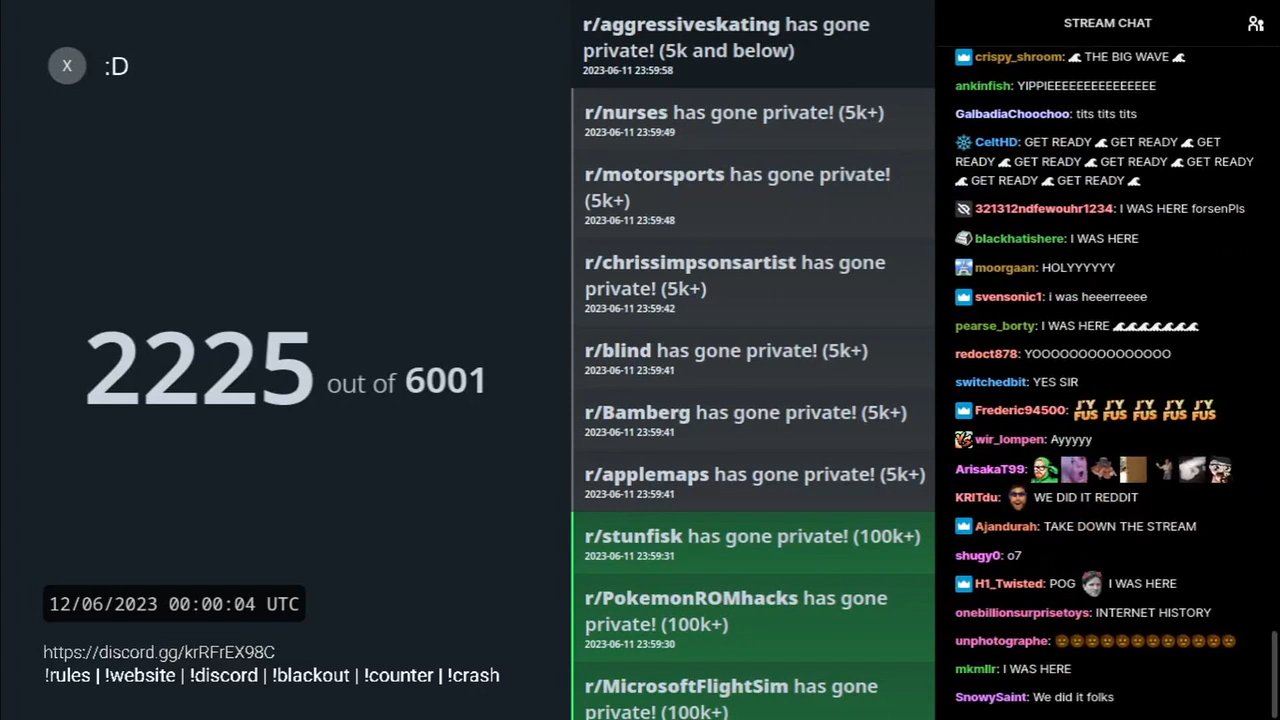 X :D
2225 out of 6001
12/06/2023 00:00:04 UTC
https://discord.gg/krRFrEX98C
!rules | !website | !discord | !blackout | !counter | !crash
r/aggressiveskating has gone
private! (5k and below)
2023-06-11 23:59:58
r/nurses has gone private! (5k+)
2023-06-11 23:59:49
r/motorsports has gone private!
(5k+)
2023-06-11 23:59:48
r/chrissimpsonsartist has gone
private! (5k+)
2023-06-11 23:59:42
r/blind has gone private! (5k+)
2023-06-11 23:59:41
r/Bamberg has gone private! (5k+)
2023-06-11 23:59:41
r/applemaps has gone private! (5k+)
2023-06-11 23:59:41
r/stunfisk has gone private! (100k+)
2023-06-11 23:59:31
r/PokemonROMhacks has gone
private! (100k+)
2023-06-11 23:59:30
r/MicrosoftFlightSim has gone
private! (100k+)
STREAM CHAT
crispy_shroom: 🌊 THE BIG WAVE 🌊
ankinfish: YIPPIEEEEEEEEEEEEEEE
GalbadiaChoochoo: tits tits tits
CeltHD: GET READY 🌊 GET READY 🌊 GET
READY 🌊 GET READY 🌊 GET READY 🌊 GET READY
🌊 GET READY 🌊 GET READY 🌊
321312ndfewouhr1234: I WAS HERE forsenPls
blackhatishere: I WAS HERE
moorgaan: HOLYYYYYY
svensonic1: i was heeerreeee
pearse_borty: I WAS HERE 🌊🌊🌊🌊🌊🌊🌊
redoct878: YOOOOOOOOOOOOOOO
switchedbit: YES SIR
Frederic94500: J'Y FUS J'Y FUS J'Y FUS J'Y FUS J'Y FUS
wir_lompen: Ayyyyy
ArisakaT99:
KRITdu: WE DID IT REDDIT
Ajandurah: TAKE DOWN THE STREAM
shugy0: o7
H1_Twisted: POG I WAS HERE
onebillionsurprisetoys: INTERNET HISTORY
unphotographe:
mkmllr: I WAS HERE
SnowySaint: We did it folks